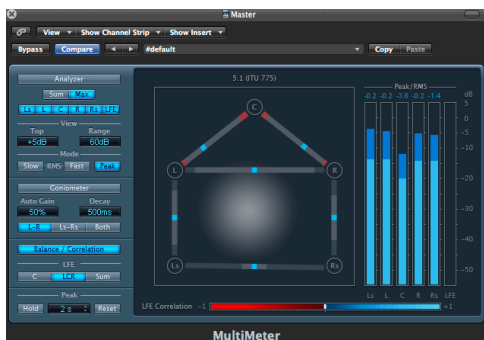 Master
View Show Channel Strip Show Insert
Bypass Compare #default Copy Paste
Analyzer
Sum Max
Ls L C R Rs LFE
View
Top Range
+5dB 60dB
Mode
Slow -RMS- Fast Peak
Goniometer
Auto Gain Decay
50% 500ms
L-R Ls-Rs Both
Balance / Correlation
LFE
C LCR Sum
Peak
Hold 2 s Reset
5.1 (ITU 775)
C
L R
Ls Rs
LFE Correlation -1 +1
Peak/RMS
-0.2 -0.2 -3.8 -0.2 -1.4 dB
5
0
-5
-10
-15
-20
-30
-40
-50
Ls L C R Rs LFE
MultiMeter